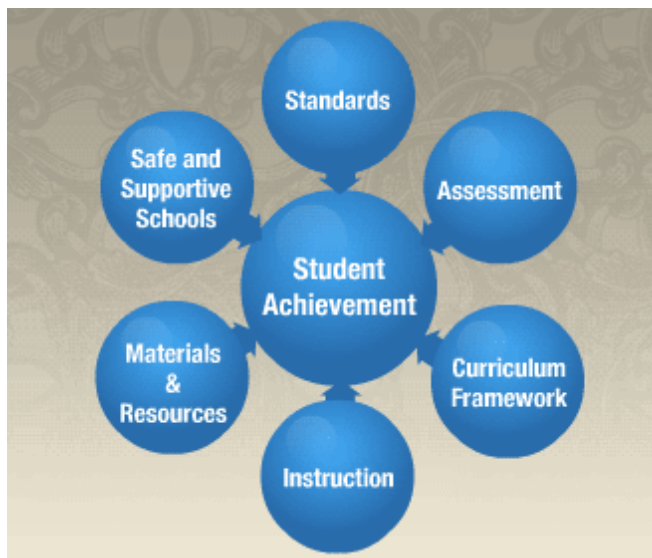 Standards
Safe and
Supportive
Schools
Assessment
Student
Achievement
Materials
&
Resources
Curriculum
Framework
Instruction